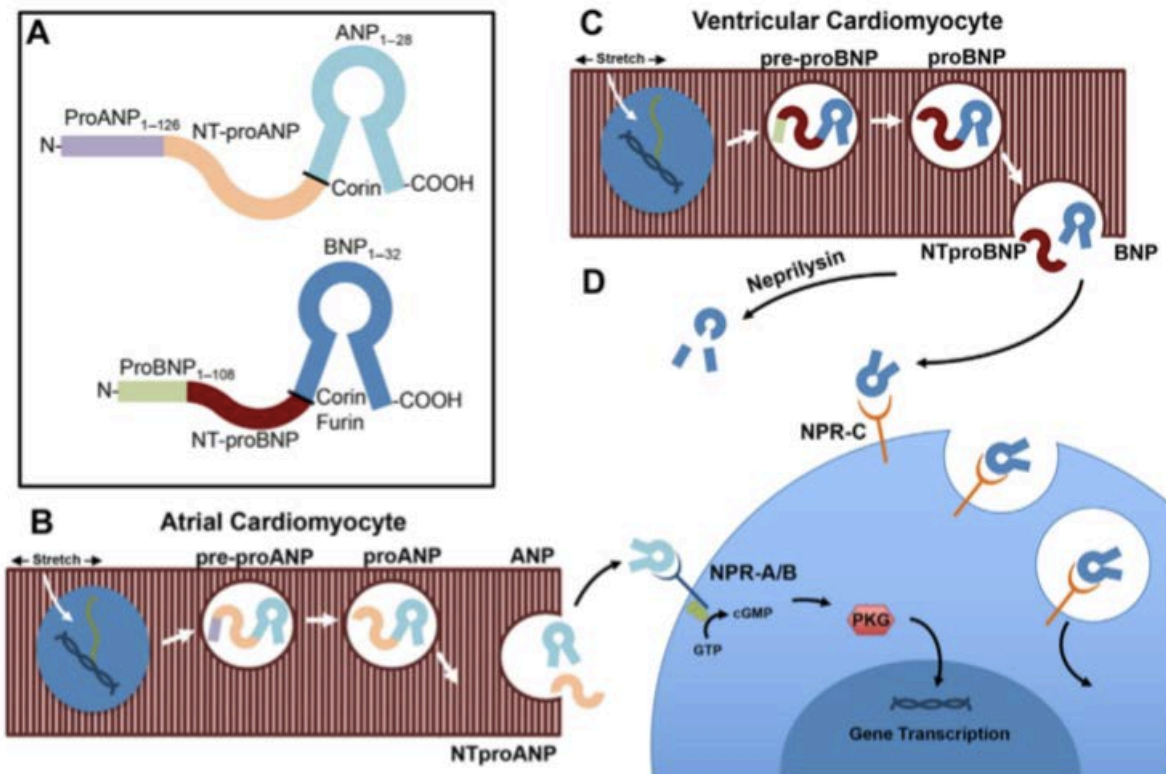 A
ANP1–28
ProANP1–126
NT-proANP
N-
Corin
-COOH
BNP1–32
ProBNP1–108
N-
Corin
Furin
-COOH
NT-proBNP
B
Atrial Cardiomyocyte
Stretch
pre-proANP
proANP
ANP
NTproANP
C
Ventricular Cardiomyocyte
Stretch
pre-proBNP
proBNP
NTproBNP
BNP
D
Neprilysin
NPR-C
NPR-A/B
cGMP
GTP
PKG
Gene Transcription